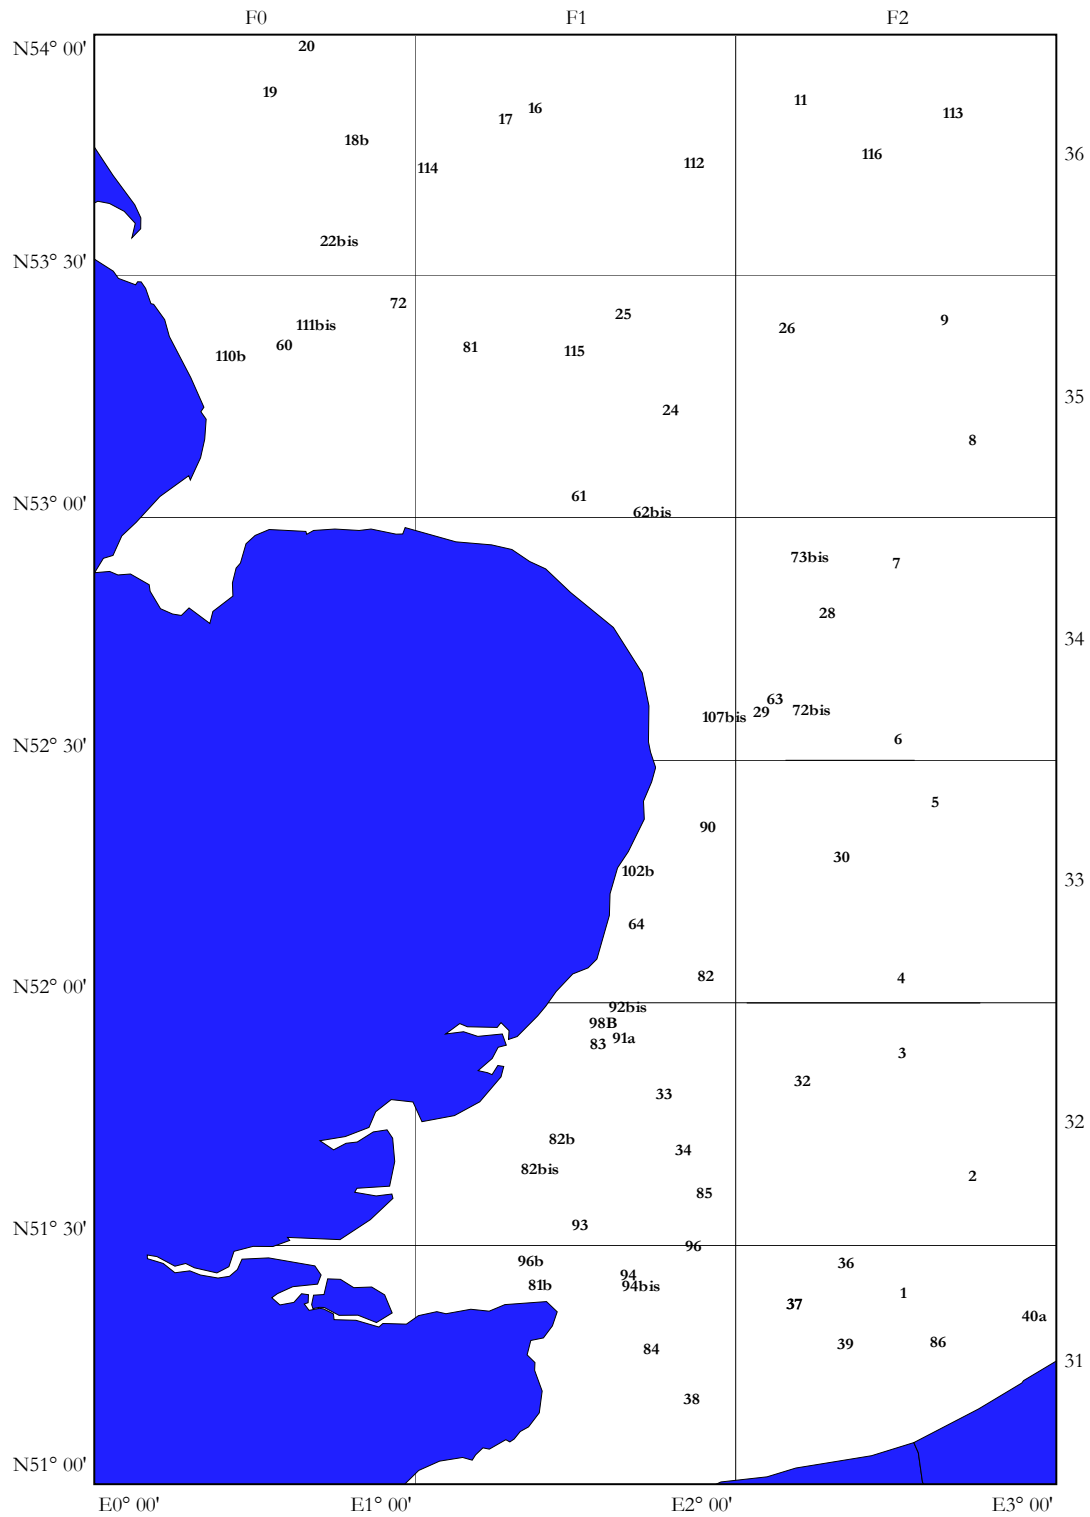 F0 F1 F2
N54° 00'
20
19
11
16
113
17
18b
116
36
112
114
22bis
N53° 30'
72
25
9
111bis
26
60
81
115
110b
35
24
8
61
N53° 00'
62bis
73bis
7
28
34
63
72bis
29
107bis
6
N52° 30'
5
90
30
102b
33
64
82
4
N52° 00'
92bis
98B
91a
83
3
32
33
32
82b
34
82bis
2
85
93
N51° 30'
96
96b
36
94
81b
94bis
1
37
40a
39
86
84
31
38
N51° 00'
E0° 00' E1° 00' E2° 00' E3° 00'